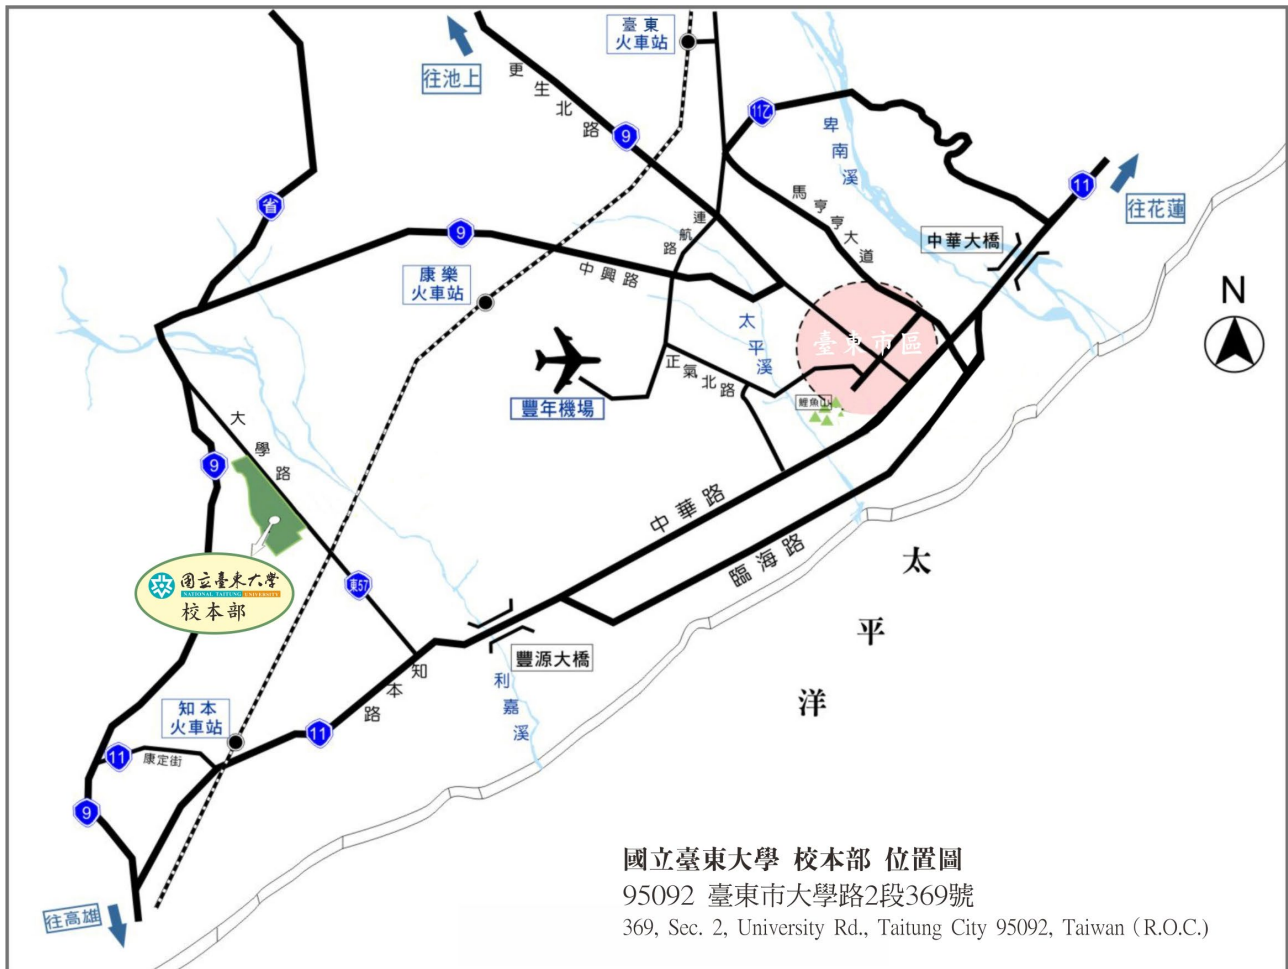 臺東
火車站
往池上
更生北路
9
11乙
卑南溪
11
往花蓮
省
9
連航路
馬亨亨大道
中華大橋
康樂
火車站
中興路
N
太平溪
臺東市區
正氣北路
豐年機場
鯉魚山
大學路
9
中華路
臨海路
太平洋
國立臺東大學
NATIONAL TAITUNG UNIVERSITY
校本部
東57
豐源大橋
知本路
利嘉溪
知本
火車站
11
11
康定街
9
往高雄
國立臺東大學 校本部 位置圖
95092 臺東市大學路2段369號
369, Sec. 2, University Rd., Taitung City 95092, Taiwan (R.O.C.)